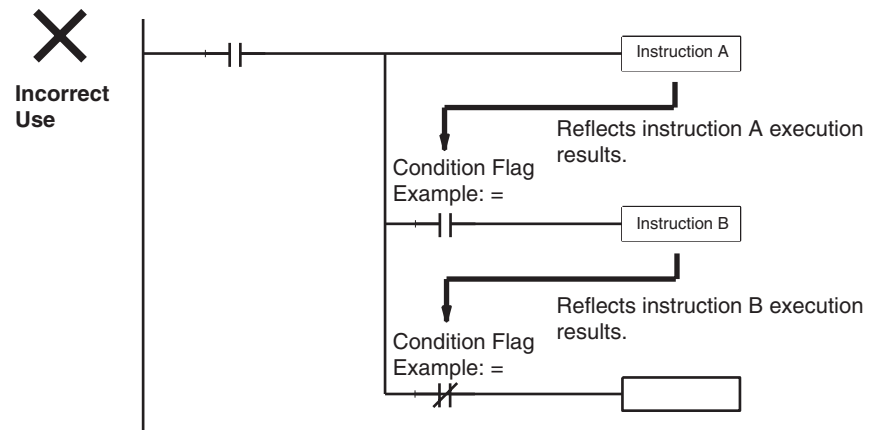 Incorrect
Use
Instruction A
Reflects instruction A execution
results.
Condition Flag
Example: =
Instruction B
Reflects instruction B execution
results.
Condition Flag
Example: =